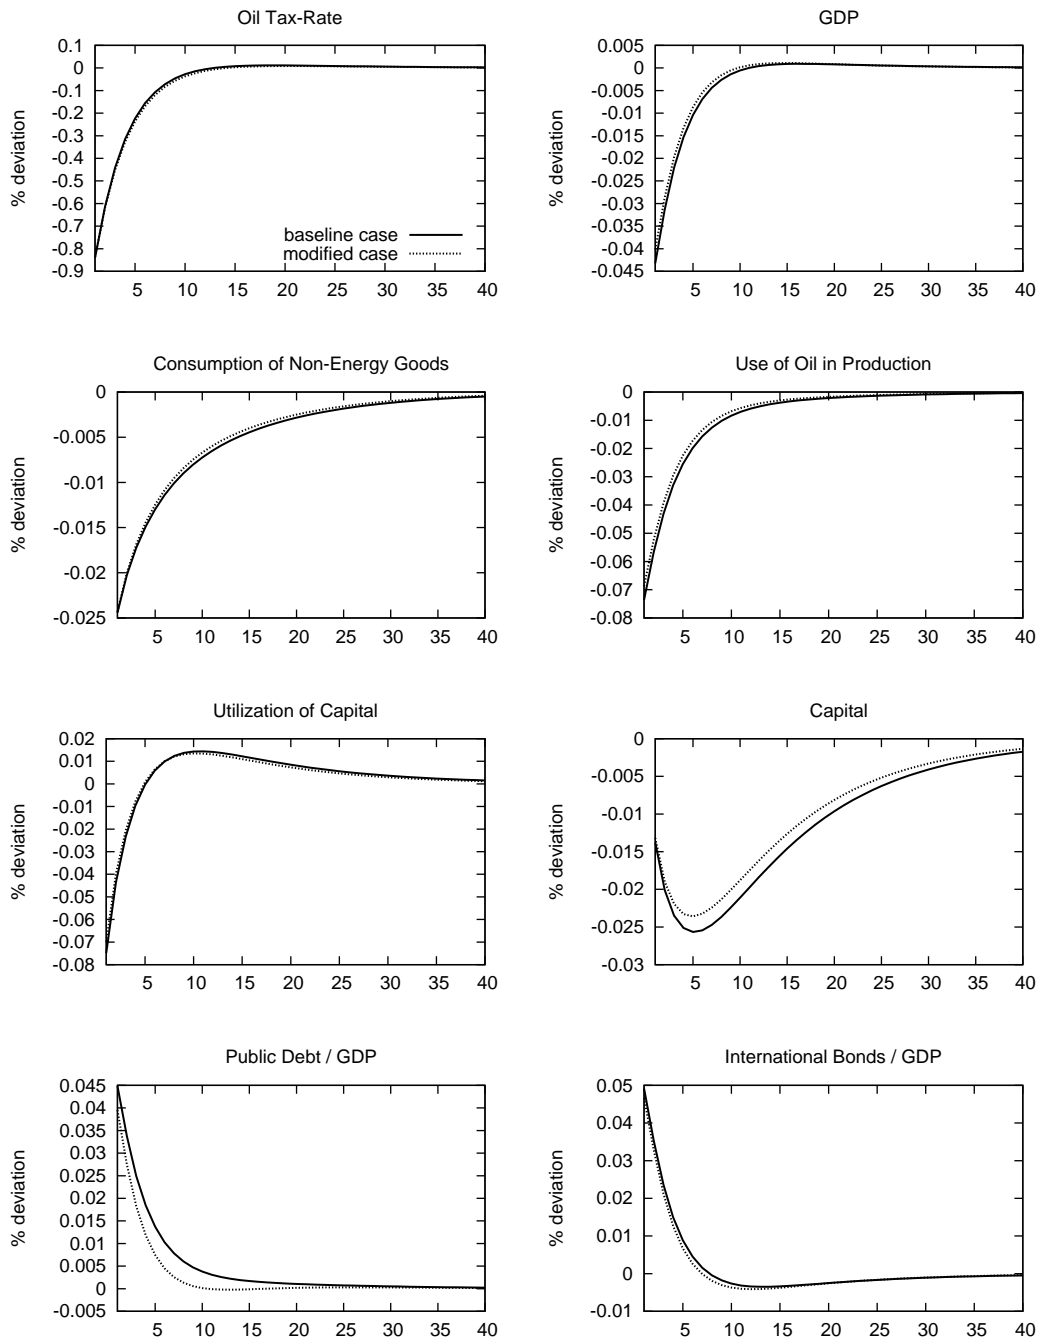 Oil Tax-Rate
% deviation
0.1
0
-0.1
-0.2
-0.3
-0.4
-0.5
-0.6
-0.7
-0.8
-0.9
baseline case
modified case
5 10 15 20 25 30 35 40
GDP
% deviation
0.005
0
-0.005
-0.01
-0.015
-0.02
-0.025
-0.03
-0.035
-0.04
-0.045
5 10 15 20 25 30 35 40
Consumption of Non-Energy Goods
% deviation
0
-0.005
-0.01
-0.015
-0.02
-0.025
5 10 15 20 25 30 35 40
Use of Oil in Production
% deviation
0
-0.01
-0.02
-0.03
-0.04
-0.05
-0.06
-0.07
-0.08
5 10 15 20 25 30 35 40
Utilization of Capital
% deviation
0.02
0.01
0
-0.01
-0.02
-0.03
-0.04
-0.05
-0.06
-0.07
-0.08
5 10 15 20 25 30 35 40
Capital
% deviation
0
-0.005
-0.01
-0.015
-0.02
-0.025
-0.03
5 10 15 20 25 30 35 40
Public Debt / GDP
% deviation
0.045
0.04
0.035
0.03
0.025
0.02
0.015
0.01
0.005
0
-0.005
5 10 15 20 25 30 35 40
International Bonds / GDP
% deviation
0.05
0.04
0.03
0.02
0.01
0
-0.01
5 10 15 20 25 30 35 40